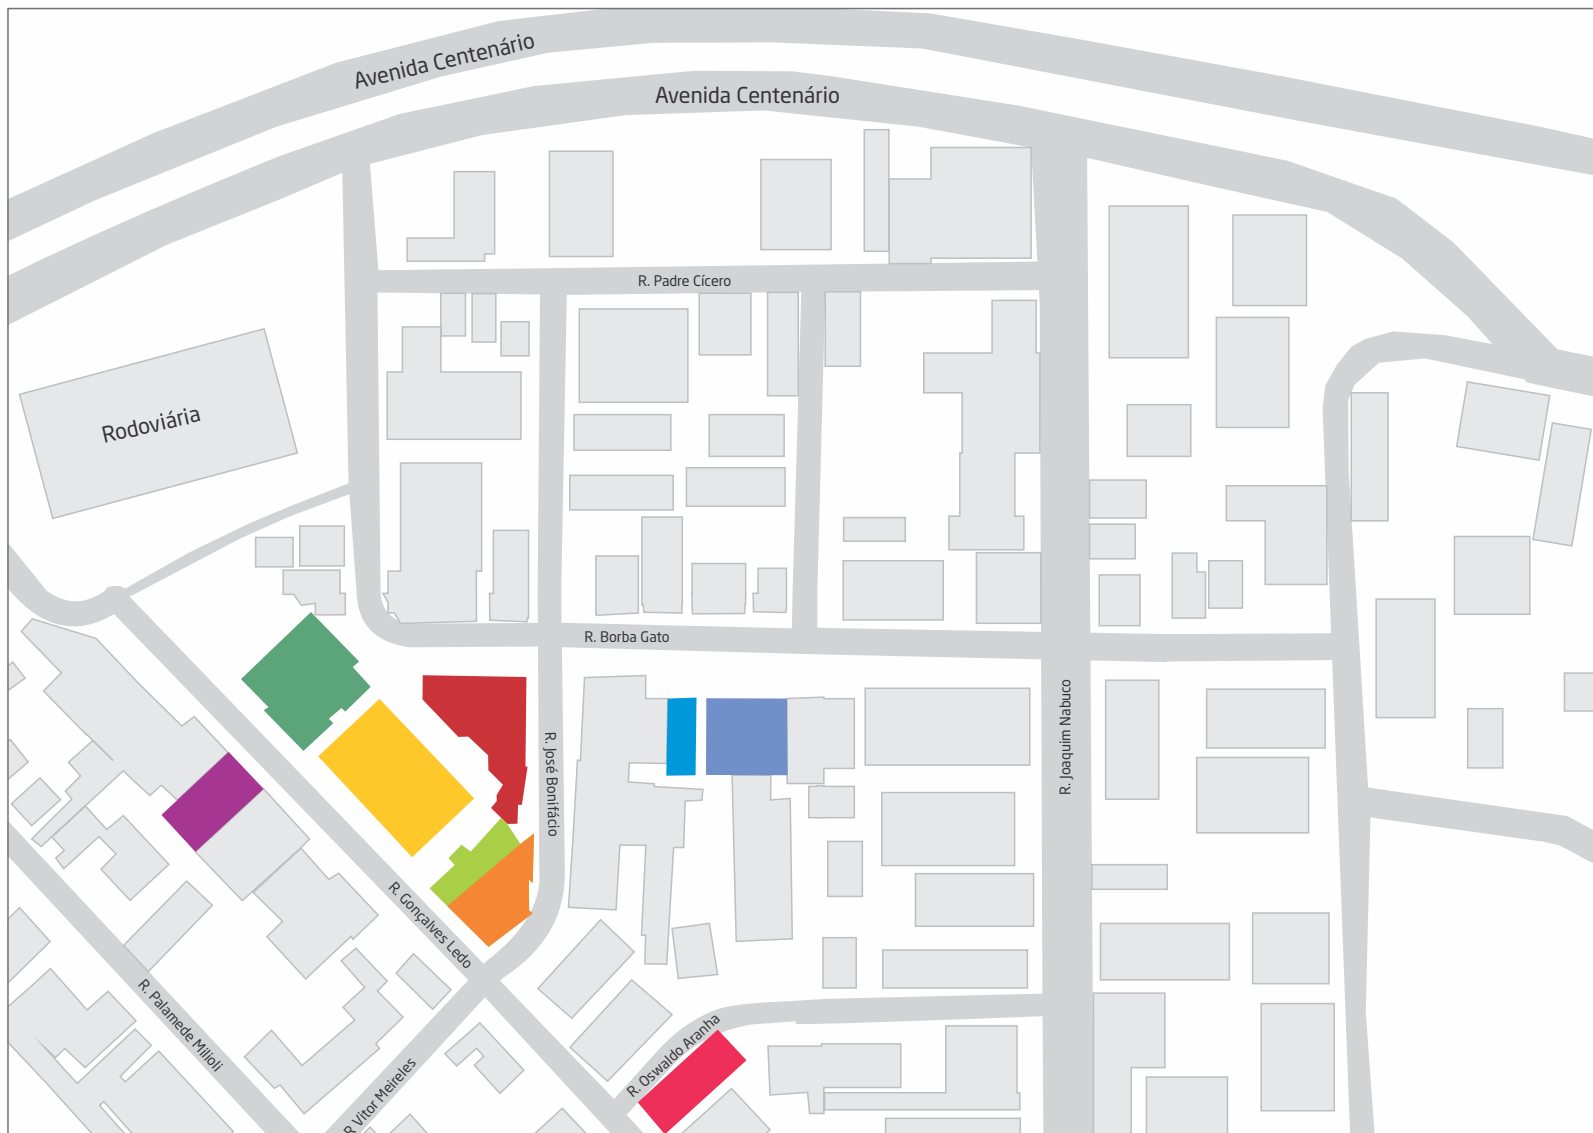 Avenida Centenário
Avenida Centenário
R. Padre Cícero
Rodoviária
R. Borba Gato
R. Joaquim Nabuco
R. José Bonifácio
R. Gonçalves Ledo
R. Palamede Milioli
R. Oswaldo Aranha
R Vitor Meireles